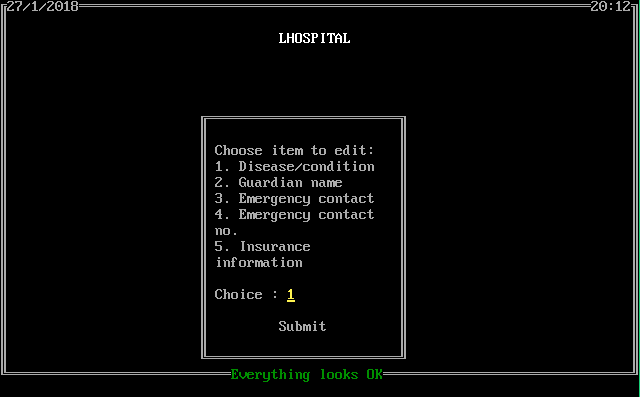 27/1/2018 20:12
LHOSPITAL
Choose item to edit:
1. Disease/condition
2. Guardian name
3. Emergency contact
4. Emergency contact
no.
5. Insurance
information
Choice : 1
Submit
Everything looks OK